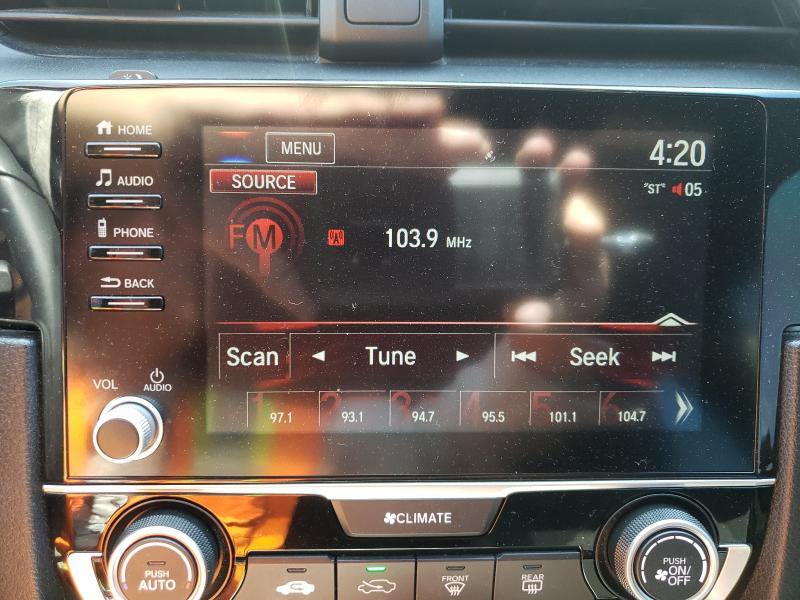 HOME
MENU
4:20
AUDIO
SOURCE
"ST" 05
PHONE
FM
103.9 MHz
BACK
Scan Tune Seek
VOL AUDIO
1 2 3 4 5 6
97.1 93.1 94.7 95.5 101.1 104.7
CLIMATE
PUSH AUTO
FRONT
REAR
PUSH ON/OFF